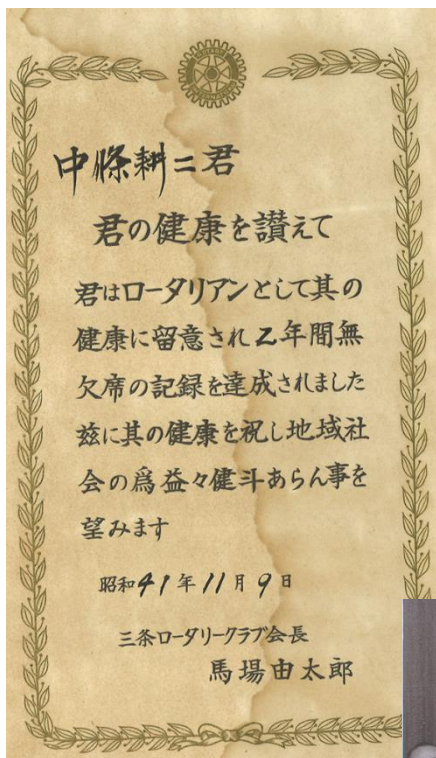 中條耕二君
君の健康を讃えて
君はロータリアンとして其の
健康に留意され2年間無
欠席の記録を達成されました
玆に其の健康を祝し地域社
会の爲益々健斗あらん事を
望みます
昭和41年11月9日
三条ロータリークラブ会長
馬場由太郎